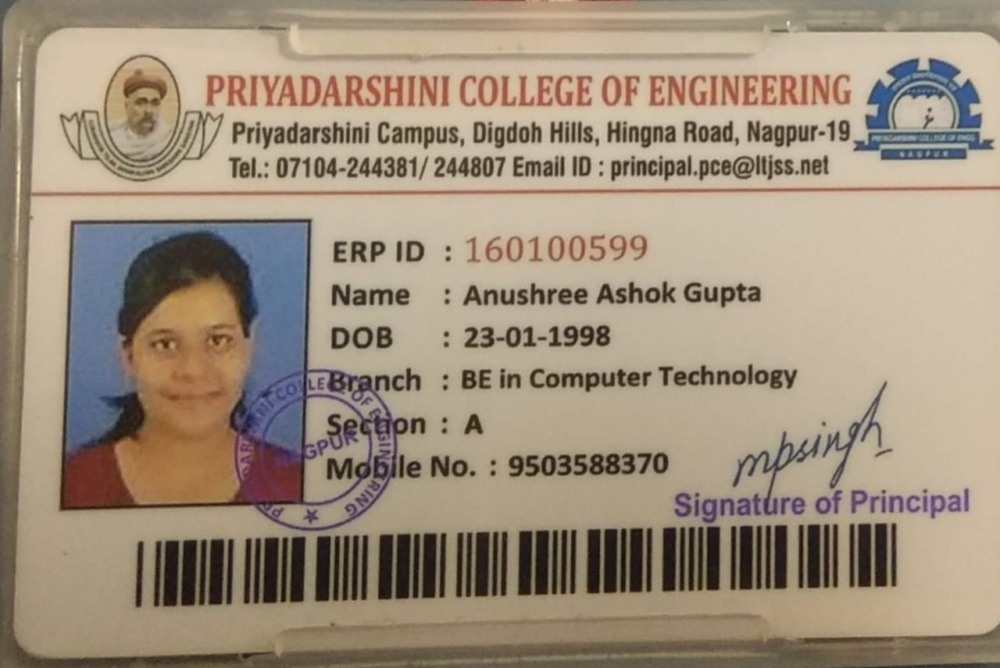 PRIYADARSHINI COLLEGE OF ENGINEERING
Priyadarshini Campus, Digdoh Hills, Hingna Road, Nagpur-19
Tel.: 07104-244381/ 244807 Email ID : principal.pce@ltjss.net
PRIYADARSHINI COLLEGE OF ENGG.
NAGPUR
ERP ID : 160100599
Name : Anushree Ashok Gupta
DOB : 23-01-1998
Branch : BE in Computer Technology
Section : A
Mobile No. : 9503588370
COLLEGE OF ENGINEERING
NAGPUR
mpsingh
Signature of Principal